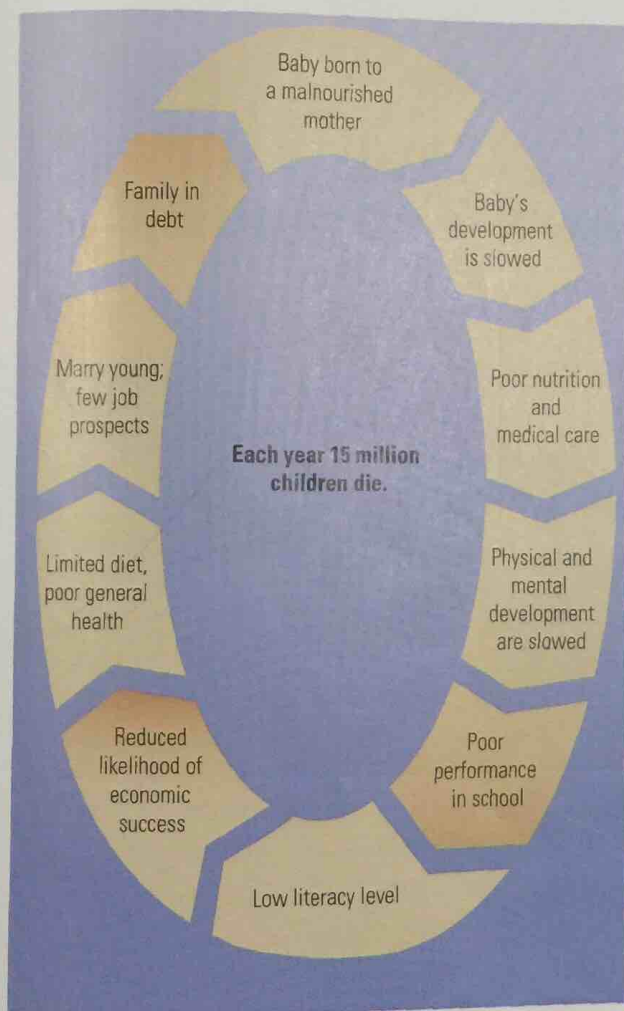 Baby born to
a malnourished
mother
Baby's
development
is slowed
Poor nutrition
and
medical care
Physical and
mental
development
are slowed
Poor
performance
in school
Low literacy level
Reduced
likelihood of
economic
success
Limited diet,
poor general
health
Marry young;
few job
prospects
Family in
debt
Each year 15 million
children die.